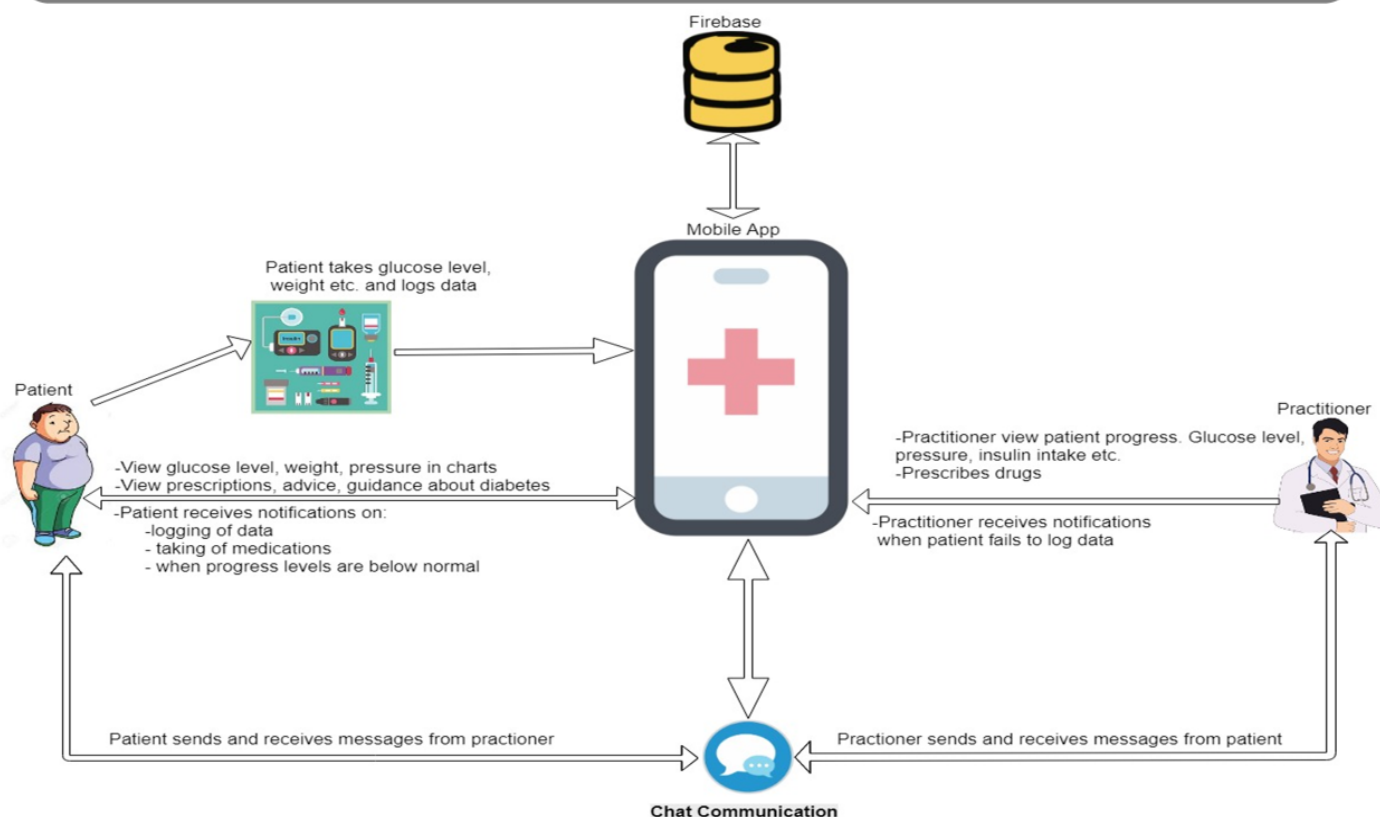 Firebase
Mobile App
Patient takes glucose level,
weight etc. and logs data
Patient
-View glucose level, weight, pressure in charts
-View prescriptions, advice, guidance about diabetes
-Patient receives notifications on:
-logging of data
- taking of medications
- when progress levels are below normal
Practitioner
-Practitioner view patient progress. Glucose level,
pressure, insulin intake etc.
-Prescribes drugs
-Practitioner receives notifications
when patient fails to log data
Patient sends and receives messages from practioner
Practioner sends and receives messages from patient
Chat Communication